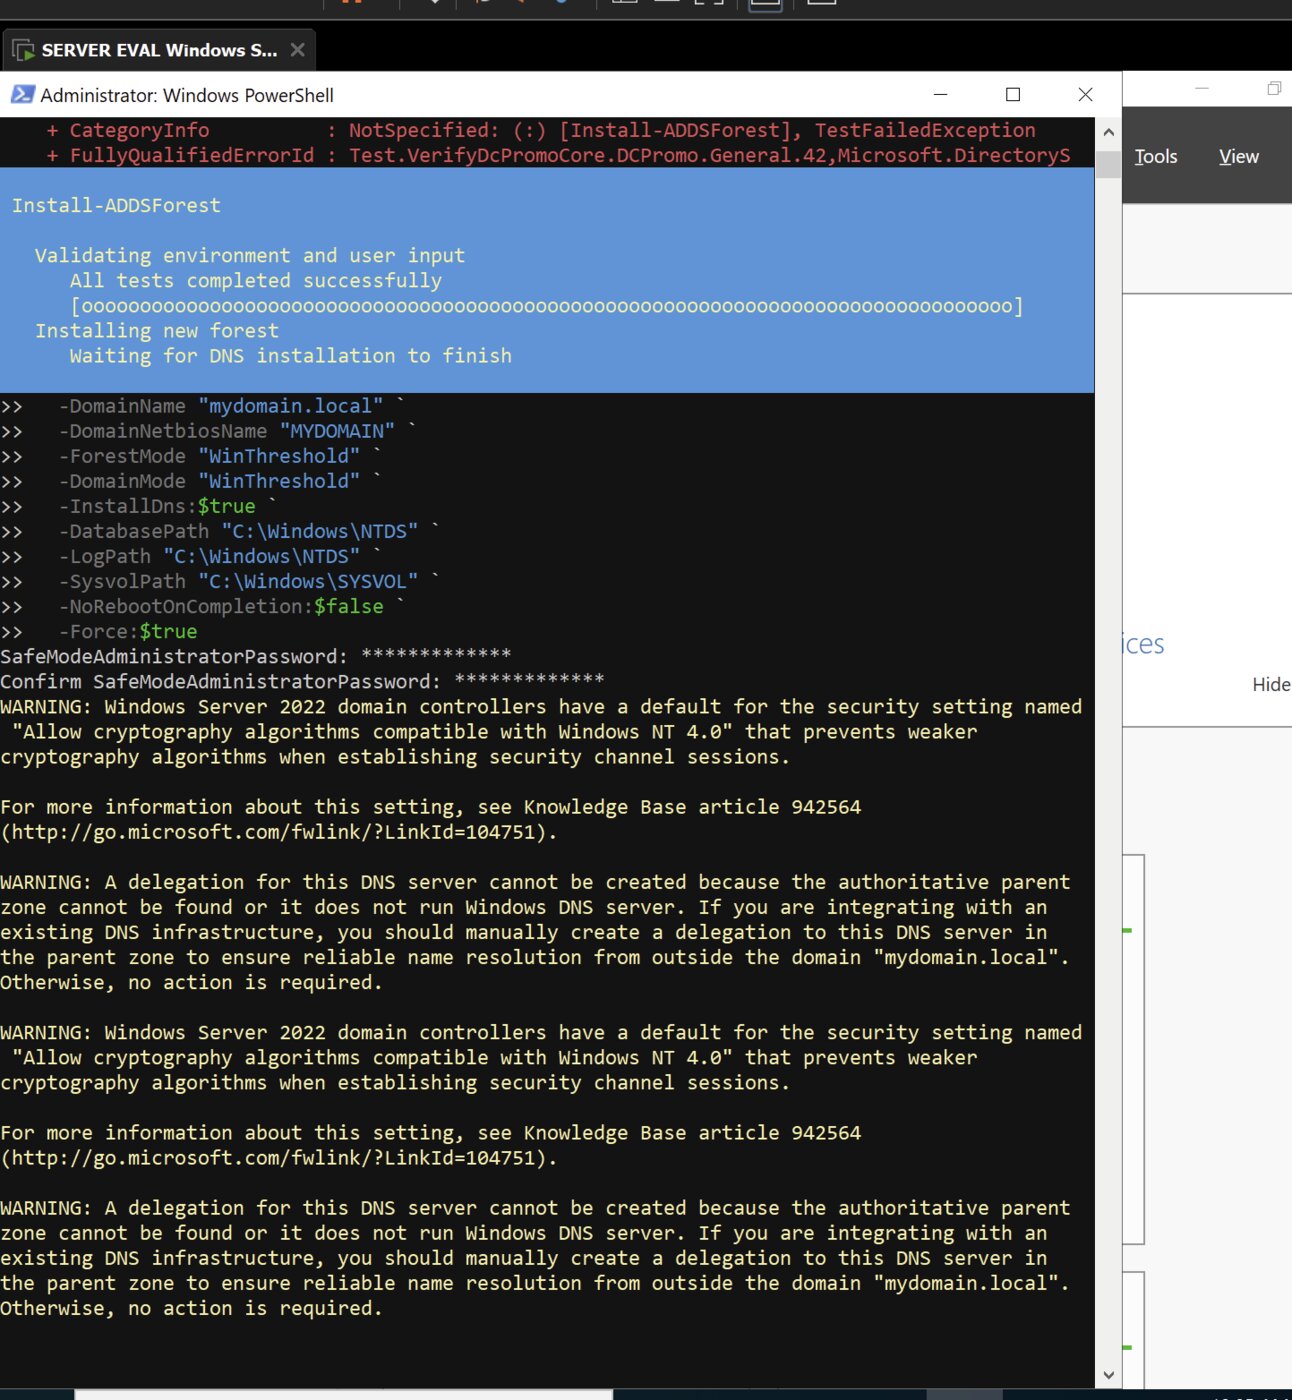 SERVER EVAL Windows S...
Administrator: Windows PowerShell
+ CategoryInfo          : NotSpecified: (:) [Install-ADDSForest], TestFailedException
+ FullyQualifiedErrorId : Test.VerifyDcPromoCore.DCPromo.General.42,Microsoft.DirectoryS
Install-ADDSForest
Validating environment and user input
All tests completed successfully
[oooooooooooooooooooooooooooooooooooooooooooooooooooooooooooooooooooooooooooooooo]
Installing new forest
Waiting for DNS installation to finish
>>   -DomainName "mydomain.local" `
>>   -DomainNetbiosName "MYDOMAIN" `
>>   -ForestMode "WinThreshold" `
>>   -DomainMode "WinThreshold" `
>>   -InstallDns:$true `
>>   -DatabasePath "C:\Windows\NTDS" `
>>   -LogPath "C:\Windows\NTDS" `
>>   -SysvolPath "C:\Windows\SYSVOL" `
>>   -NoRebootOnCompletion:$false `
>>   -Force:$true
SafeModeAdministratorPassword: *************
Confirm SafeModeAdministratorPassword: *************
WARNING: Windows Server 2022 domain controllers have a default for the security setting named
"Allow cryptography algorithms compatible with Windows NT 4.0" that prevents weaker
cryptography algorithms when establishing security channel sessions.
For more information about this setting, see Knowledge Base article 942564
(http://go.microsoft.com/fwlink/?LinkId=104751).
WARNING: A delegation for this DNS server cannot be created because the authoritative parent
zone cannot be found or it does not run Windows DNS server. If you are integrating with an
existing DNS infrastructure, you should manually create a delegation to this DNS server in
the parent zone to ensure reliable name resolution from outside the domain "mydomain.local".
Otherwise, no action is required.
WARNING: Windows Server 2022 domain controllers have a default for the security setting named
"Allow cryptography algorithms compatible with Windows NT 4.0" that prevents weaker
cryptography algorithms when establishing security channel sessions.
For more information about this setting, see Knowledge Base article 942564
(http://go.microsoft.com/fwlink/?LinkId=104751).
WARNING: A delegation for this DNS server cannot be created because the authoritative parent
zone cannot be found or it does not run Windows DNS server. If you are integrating with an
existing DNS infrastructure, you should manually create a delegation to this DNS server in
the parent zone to ensure reliable name resolution from outside the domain "mydomain.local".
Otherwise, no action is required.
Tools View
ices
Hide